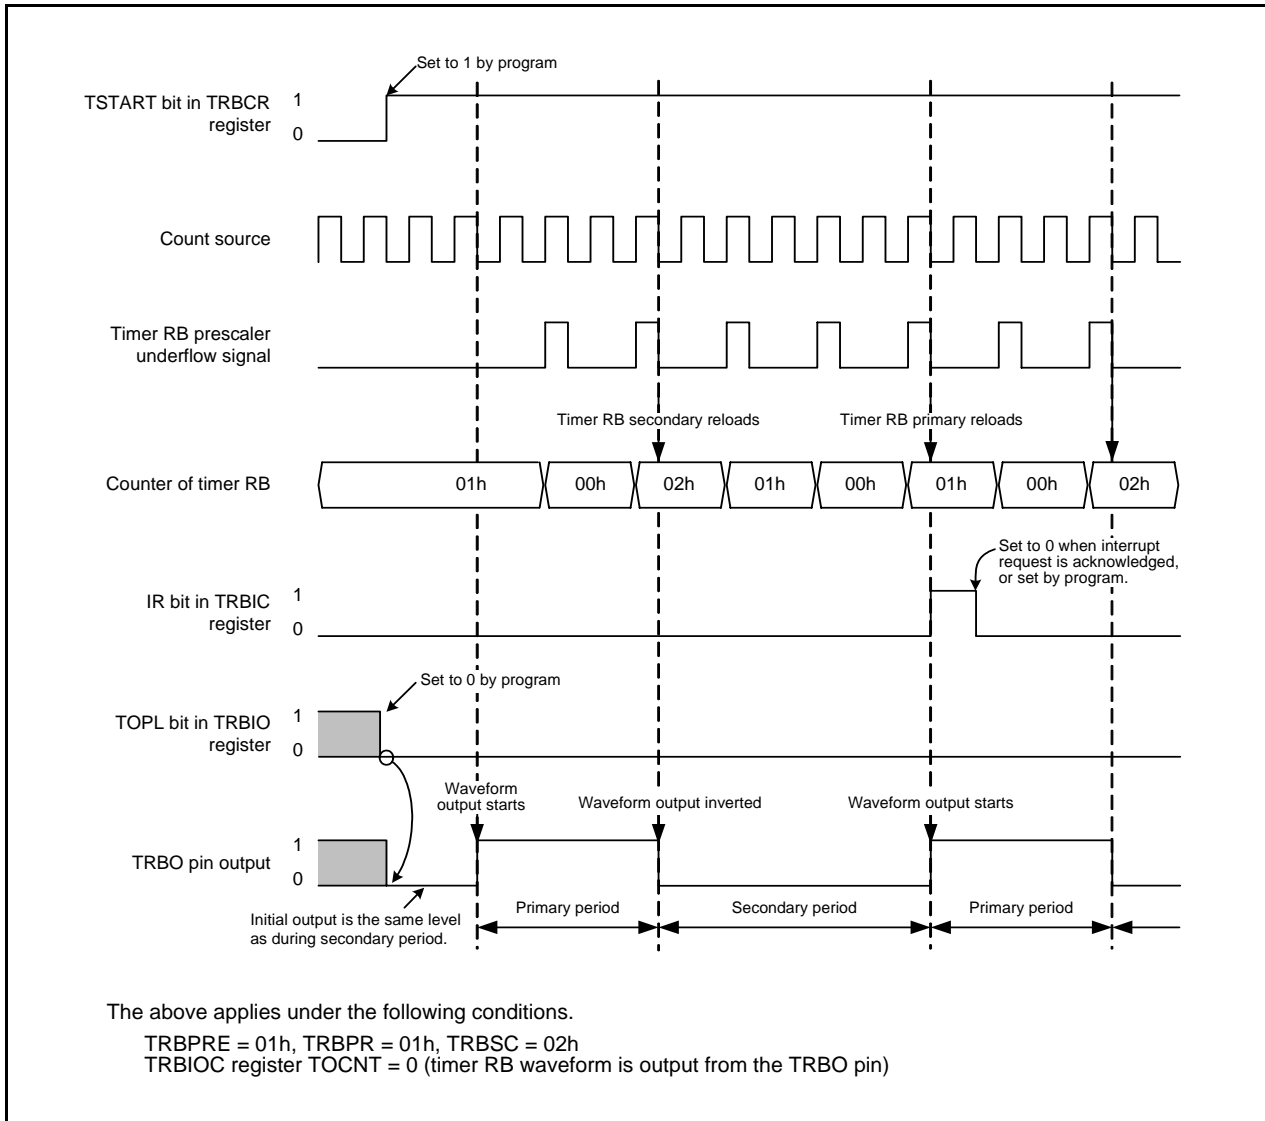 Set to 1 by program
TSTART bit in TRBCR
register
1
0
Count source
Timer RB prescaler
underflow signal
Timer RB secondary reloads
Timer RB primary reloads
Counter of timer RB
01h
00h
02h
01h
00h
01h
00h
02h
Set to 0 when interrupt
request is acknowledged,
or set by program.
IR bit in TRBIC
register
1
0
Set to 0 by program
TOPL bit in TRBIO
register
1
0
Waveform
output starts
Waveform output inverted
Waveform output starts
TRBO pin output
1
0
Initial output is the same level
as during secondary period.
Primary period
Secondary period
Primary period
The above applies under the following conditions.
TRBPRE = 01h, TRBPR = 01h, TRBSC = 02h
TRBIOC register TOCNT = 0 (timer RB waveform is output from the TRBO pin)